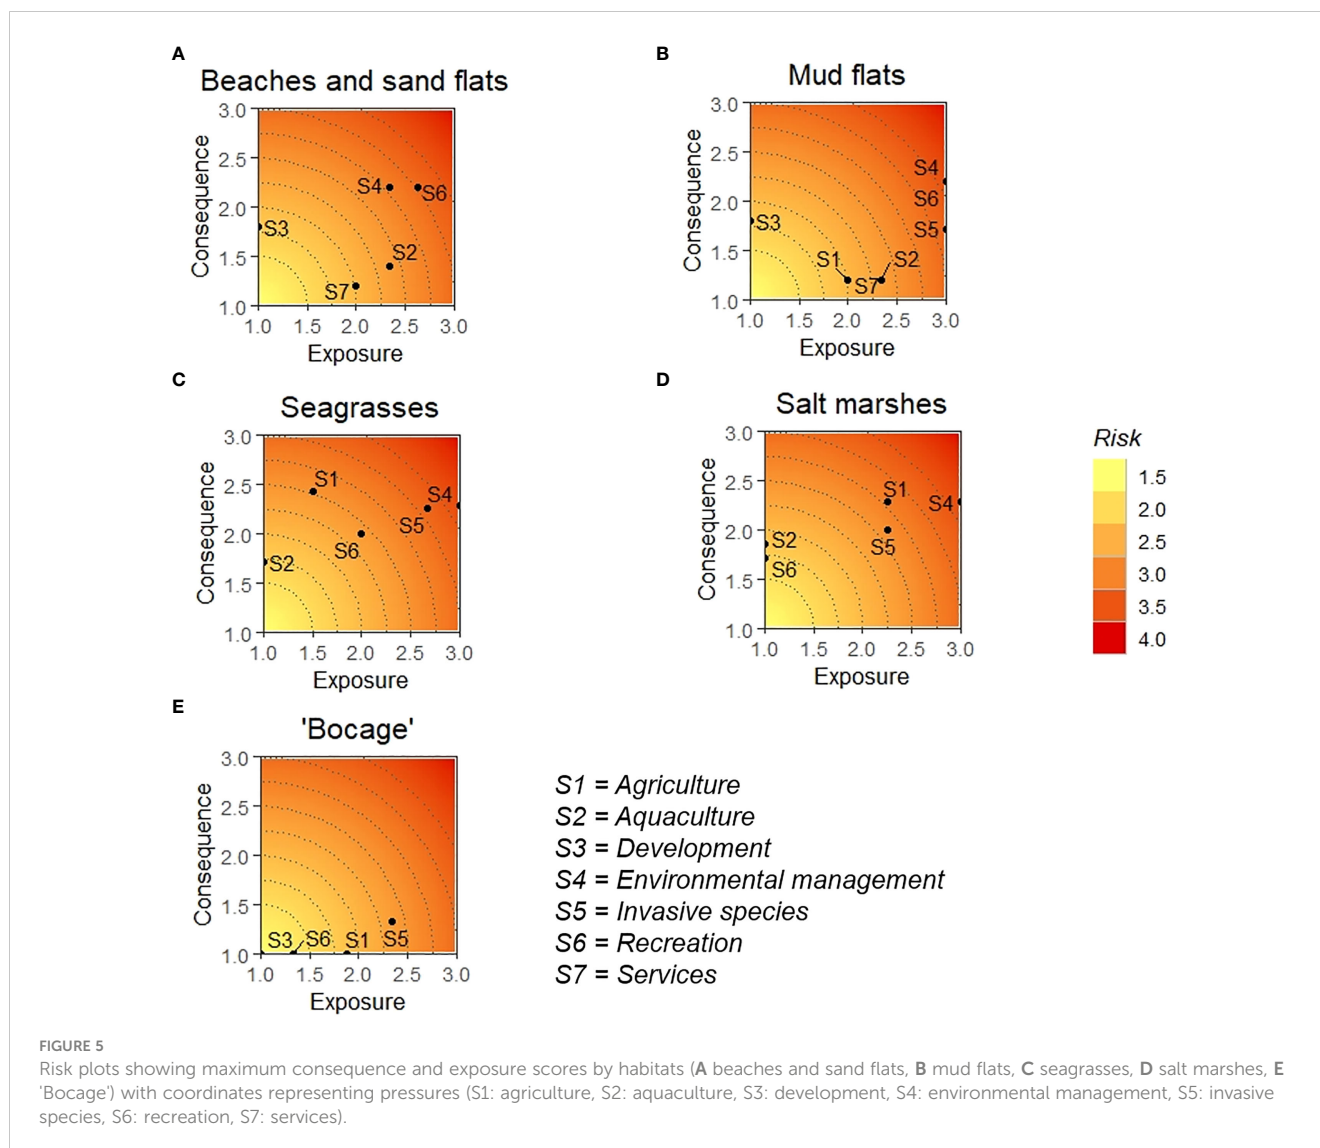 A
Beaches and sand flats
3.0
2.5
2.0
1.5
1.0
Consequence
S4
S6
S3
S2
S7
1.0 1.5 2.0 2.5 3.0
Exposure
B
Mud flats
3.0
2.5
2.0
1.5
1.0
Consequence
S4
S6
S3
S5
S1 S2
S7
1.0 1.5 2.0 2.5 3.0
Exposure
C
Seagrasses
3.0
2.5
2.0
1.5
1.0
Consequence
S1
S4
S5
S6
S2
1.0 1.5 2.0 2.5 3.0
Exposure
D
Salt marshes
3.0
2.5
2.0
1.5
1.0
Consequence
S1
S4
S2
S5
S6
1.0 1.5 2.0 2.5 3.0
Exposure
Risk
1.5
2.0
2.5
3.0
3.5
4.0
E
'Bocage'
3.0
2.5
2.0
1.5
1.0
Consequence
S3 S6 S1 S5
1.0 1.5 2.0 2.5 3.0
Exposure
S1 = Agriculture
S2 = Aquaculture
S3 = Development
S4 = Environmental management
S5 = Invasive species
S6 = Recreation
S7 = Services
FIGURE 5
Risk plots showing maximum consequence and exposure scores by habitats (A beaches and sand flats, B mud flats, C seagrasses, D salt marshes, E
'Bocage') with coordinates representing pressures (S1: agriculture, S2: aquaculture, S3: development, S4: environmental management, S5: invasive
species, S6: recreation, S7: services).